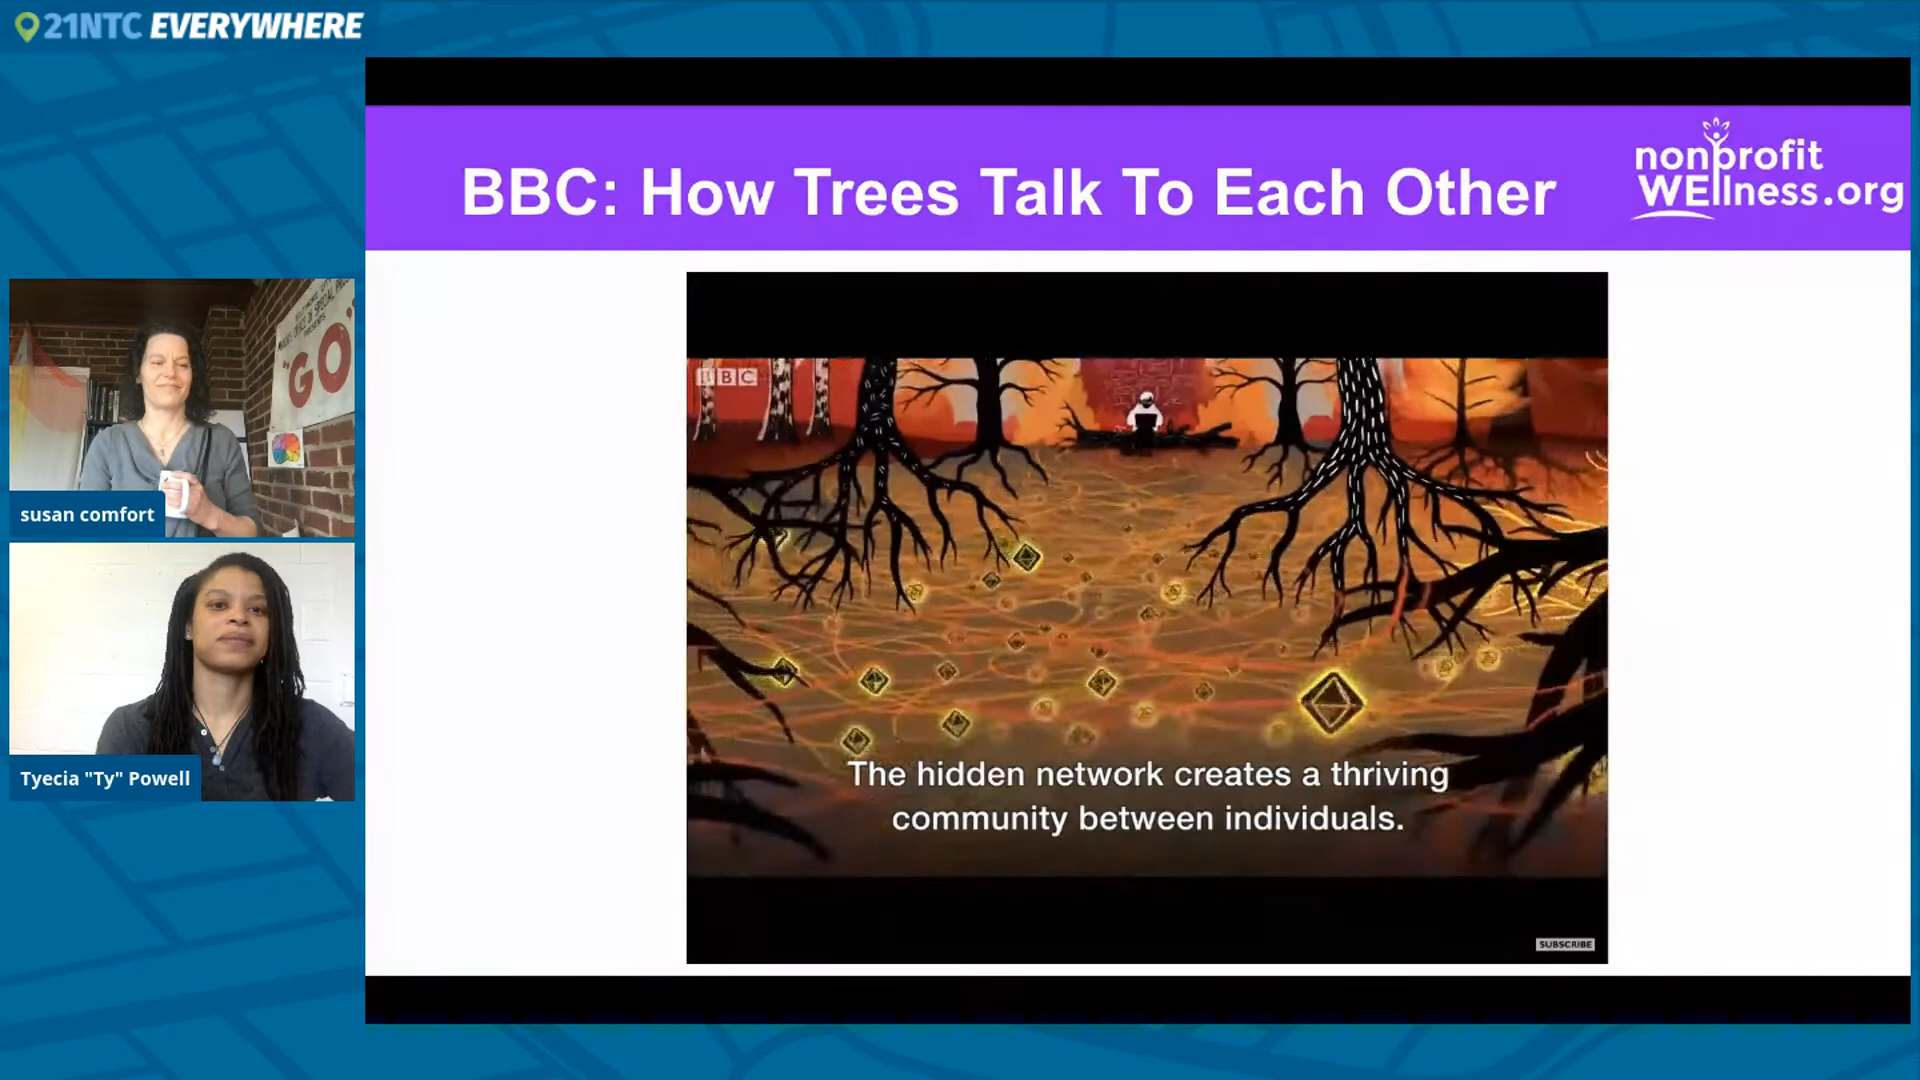 21NTC EVERYWHERE
BBC: How Trees Talk To Each Other
nonprofit
WEllness.org
BBC
GO
susan comfort
Tyecia "Ty" Powell
The hidden network creates a thriving
community between individuals.
SUBSCRIBE